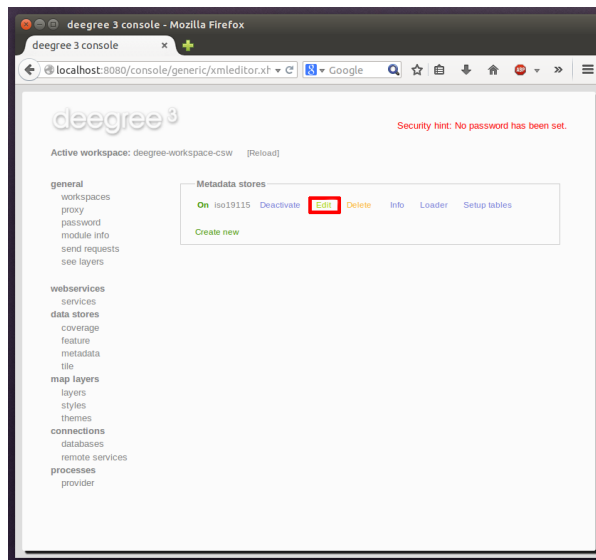 deegree 3 console - Mozilla Firefox
deegree 3 console ×
localhost:8080/console/generic/xmleditor.xh Google
deegree 3
Security hint: No password has been set.
Active workspace: deegree-workspace-csw [Reload]
general
workspaces
proxy
password
module info
send requests
see layers
webservices
services
data stores
coverage
feature
metadata
tile
map layers
layers
styles
themes
connections
databases
remote services
processes
provider
Metadata stores
On iso19115 Deactivate Edit Delete Info Loader Setup tables
Create new